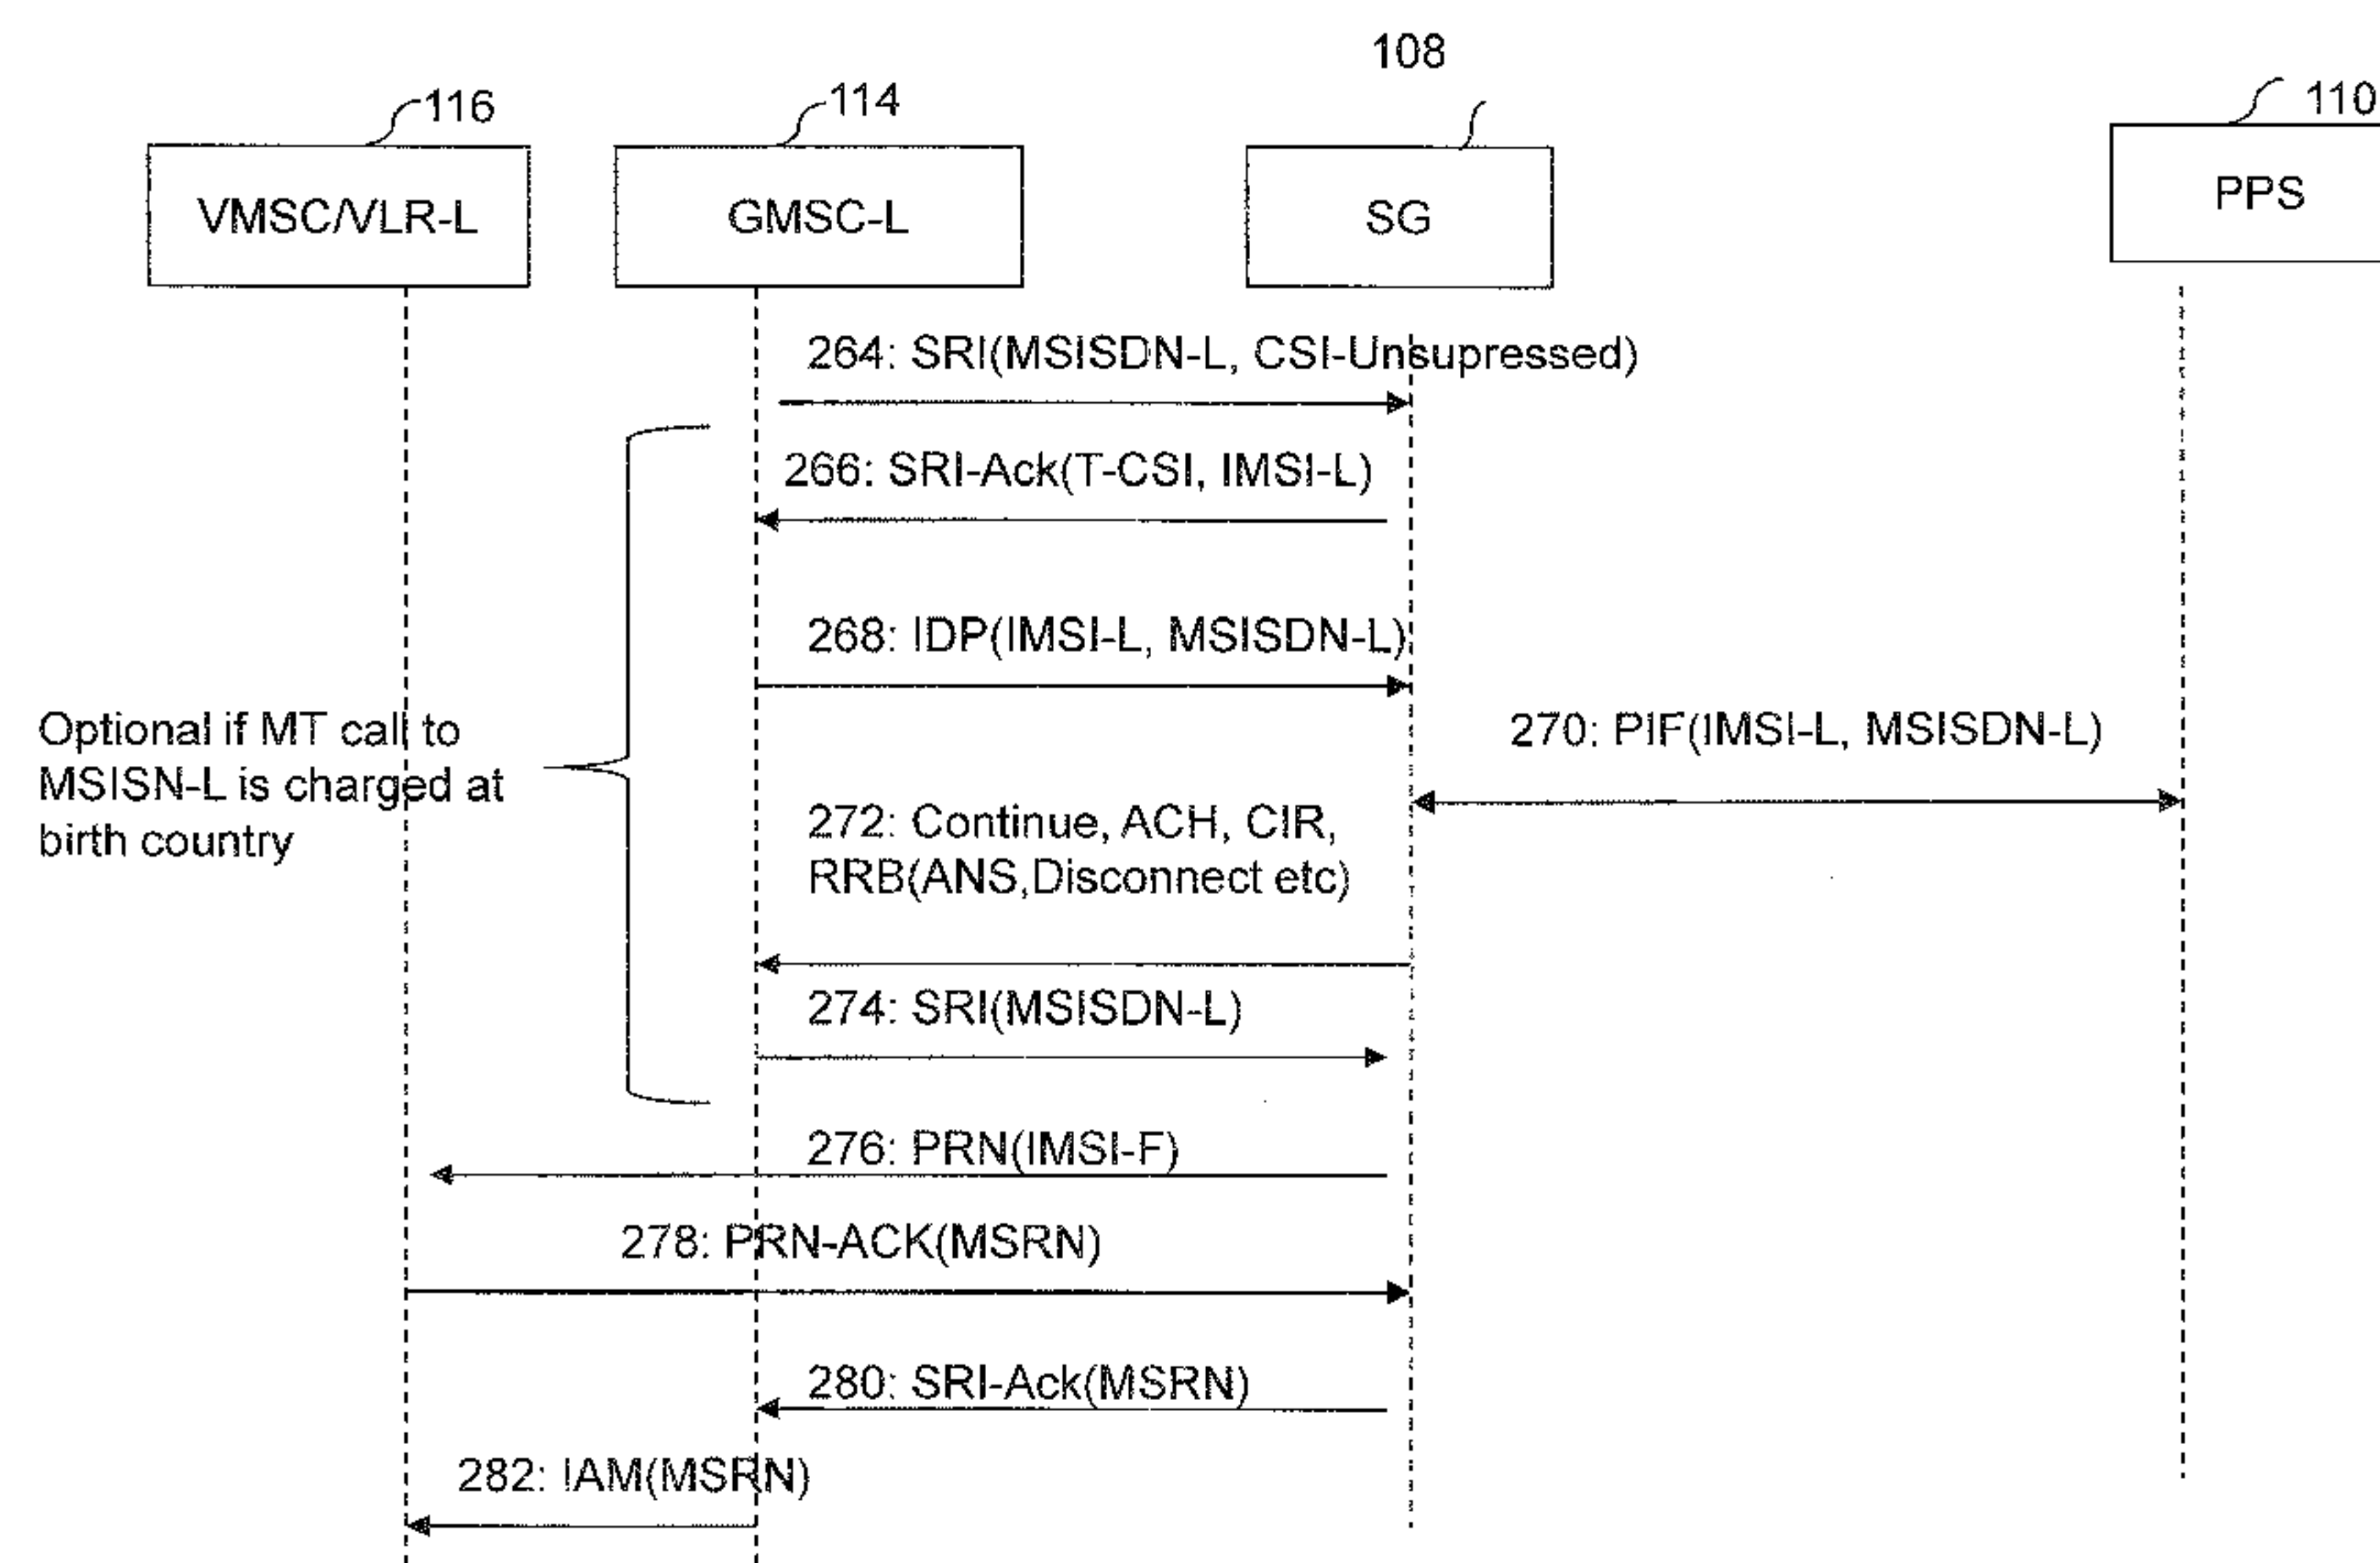 108
116
114
110
VMSC/VLR-L
GMSC-L
SG
PPS
264: SRI(MSISDN-L, CSI-Unsupressed)
266: SRI-Ack(T-CSI, IMSI-L)
268: IDP(IMSI-L, MSISDN-L)
Optional if MT call to
MSISN-L is charged at
birth country
270: PIF(IMSI-L, MSISDN-L)
272: Continue, ACH, CIR,
RRB(ANS,Disconnect etc)
274: SRI(MSISDN-L)
276: PRN(IMSI-F)
278: PRN-ACK(MSRN)
280: SRI-Ack(MSRN)
282: IAM(MSRN)